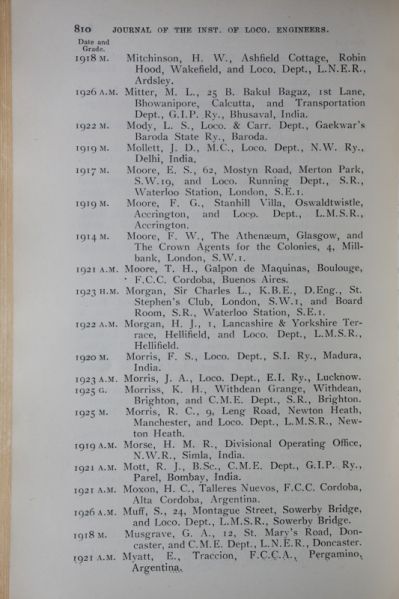 810 JOURNAL OF THE INST. OF LOCO. ENGINEERS.
Date and
Grade.
1918 M. Mitchinson, H. W., Ashfield Cottage, Robin
Hood, Wakefield, and Loco. Dept., L.N.E.R.,
Ardsley.
1926 A.M. Mitter, M. L., 25 B. Bakul Bagaz, 1st Lane,
Bhowanipore, Calcutta, and Transportation
Dept., G.I.P. Ry., Bhusaval, India.
1922 M. Mody, L. S., Loco. & Carr. Dept., Gaekwar's
Baroda State Ry., Baroda.
1919 M. Mollett, J. D., M.C., Loco. Dept., N.W. Ry.,
Delhi, India,
1917 M. Moore, E. S., 62, Mostyn Road, Merton Park,
S.W.19, and Loco. Running Dept., S.R.,
Waterloo Station, London, S.E.1.
1919 M. Moore, F. G., Stanhill Villa, Oswaldtwistle,
Accrington, and Loco. Dept., L.M.S.R.,
Accrington.
1914 M. Moore, F. W., The Athenæum, Glasgow, and
The Crown Agents for the Colonies, 4, Mill-
bank, London, S.W.1.
1921 A.M. Moore, T. H., Galpon de Maquinas, Boulouge,
F.C.C. Cordoba, Buenos Aires.
1923 H.M. Morgan, Sir Charles L., K.B.E., D.Eng., St.
Stephen's Club, London, S.W.1, and Board
Room, S.R., Waterloo Station, S.E.1.
1922 A.M. Morgan, H. J., 1, Lancashire & Yorkshire Ter-
race, Hellifield, and Loco. Dept., L.M.S.R.,
Hellifield.
1920 M. Morris, F. S., Loco. Dept., S.I. Ry., Madura,
India.
1923 A.M. Morris, J. A., Loco. Dept., E.I. Ry., Lucknow.
1925 G. Morriss, K. H., Withdean Grange, Withdean,
Brighton, and C.M.E. Dept., S.R., Brighton.
1925 M. Morris, R. C., 9, Leng Road, Newton Heath,
Manchester, and Loco. Dept., L.M.S.R., New-
ton Heath.
1919 A.M. Morse, H. M. R., Divisional Operating Office,
N.W.R., Simla, India.
1921 A.M. Mott, R. J., B.Sc., C.M.E. Dept., G.I.P. Ry.,
Parel, Bombay, India.
1921 A.M. Moxon, H. C., Talleres Nuevos, F.C.C. Cordoba,
Alta Cordoba, Argentina.
1926 A.M. Muff, S., 24, Montague Street, Sowerby Bridge,
and Loco. Dept., L.M.S.R., Sowerby Bridge.
1918 M. Musgrave, G. A., 12, St. Mary's Road, Don-
caster, and C.M.E. Dept., L.N.E.R., Doncaster.
1921 A.M. Myatt, E., Traccion, F.C.C.A., Pergamino,
Argentina.